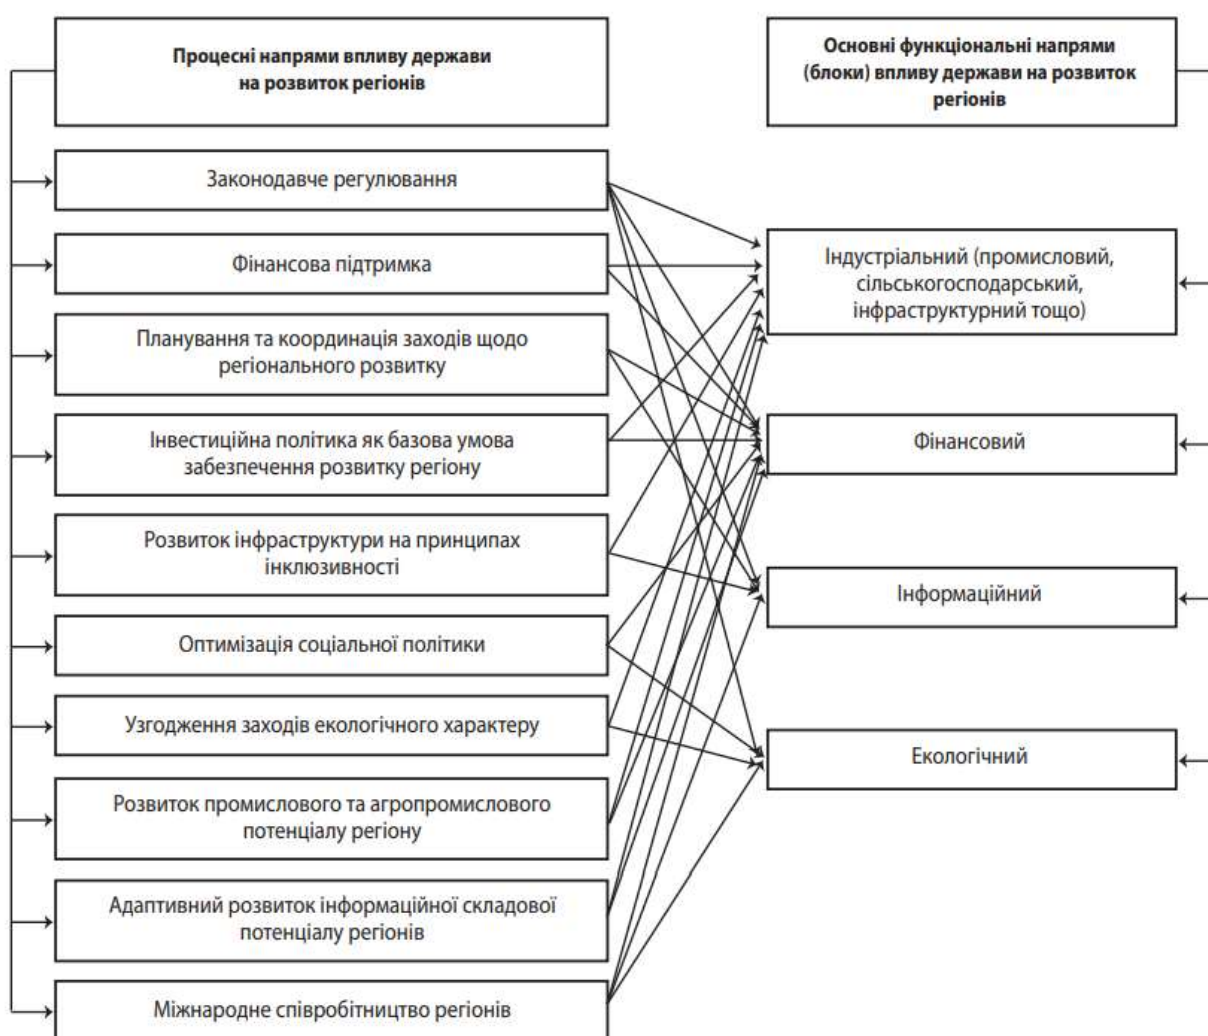 Процесні напрями впливу держави
на розвиток регіонів
Основні функціональні напрями
(блоки) впливу держави на розвиток
регіонів
Законодавче регулювання
Фінансова підтримка
Планування та координація заходів щодо
регіонального розвитку
Інвестиційна політика як базова умова
забезпечення розвитку регіону
Розвиток інфраструктури на принципах
інклюзивності
Оптимізація соціальної політики
Узгодження заходів екологічного характеру
Розвиток промислового та агропромислового
потенціалу регіону
Адаптивний розвиток інформаційної складової
потенціалу регіонів
Міжнародне співробітництво регіонів
Індустріальний (промисловий,
сільськогосподарський,
інфраструктурний тощо)
Фінансовий
Інформаційний
Екологічний